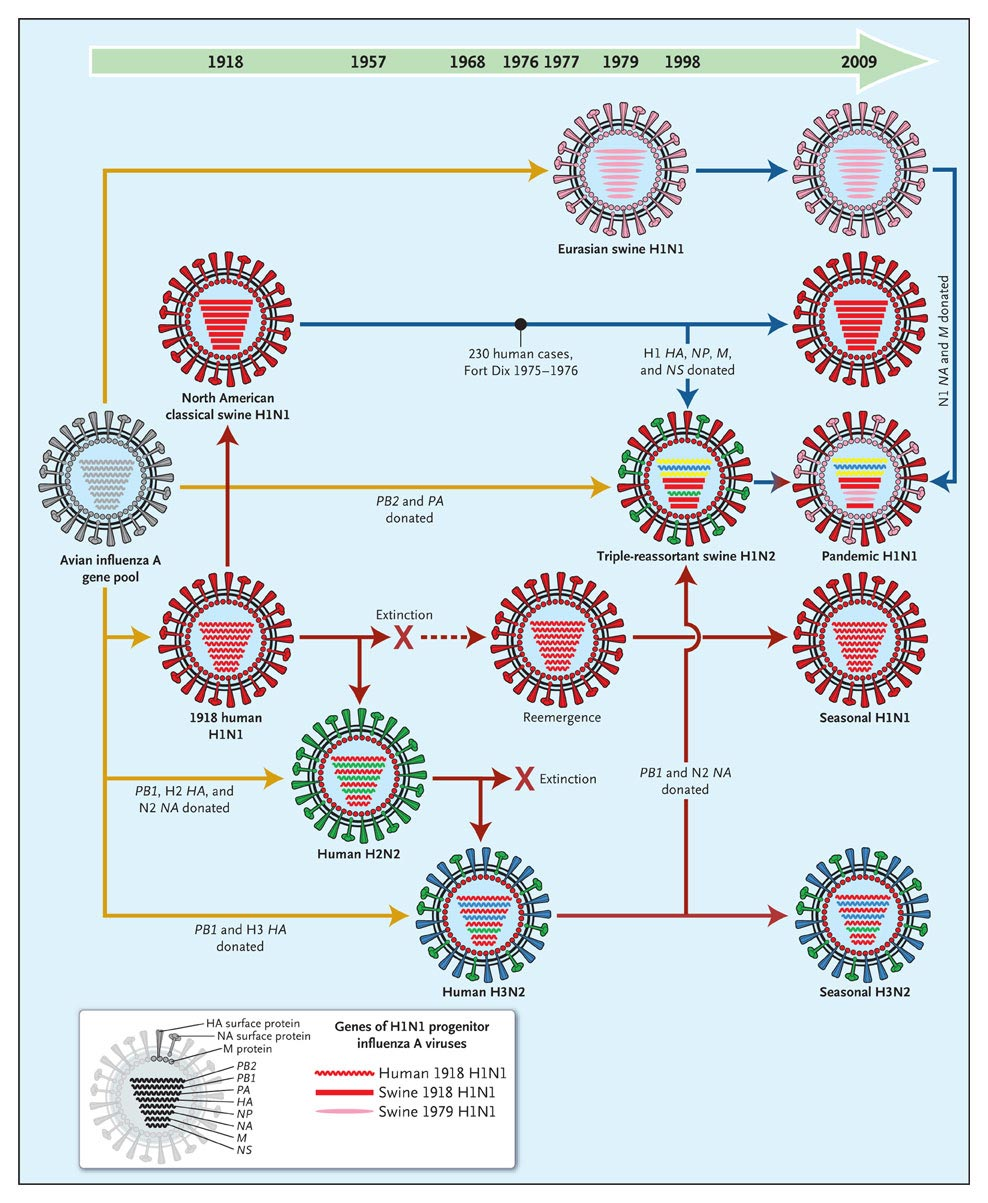 1918 1957 1968 1976 1977 1979 1998 2009
Eurasian swine H1N1
N1 NA and M donated
230 human cases,
Fort Dix 1975–1976
H1 HA, NP, M,
and NS donated
North American
classical swine H1N1
PB2 and PA
donated
Avian influenza A
gene pool
Triple-reassortant swine H1N2
Pandemic H1N1
Extinction
X
1918 human
H1N1
Reemergence
Seasonal H1N1
PB1, H2 HA, and
N2 NA donated
X Extinction
PB1 and N2 NA
donated
Human H2N2
PB1 and H3 HA
donated
Human H3N2
Seasonal H3N2
HA surface protein
NA surface protein
M protein
PB2
PB1
PA
HA
NP
NA
M
NS
Genes of H1N1 progenitor
influenza A viruses
Human 1918 H1N1
Swine 1918 H1N1
Swine 1979 H1N1